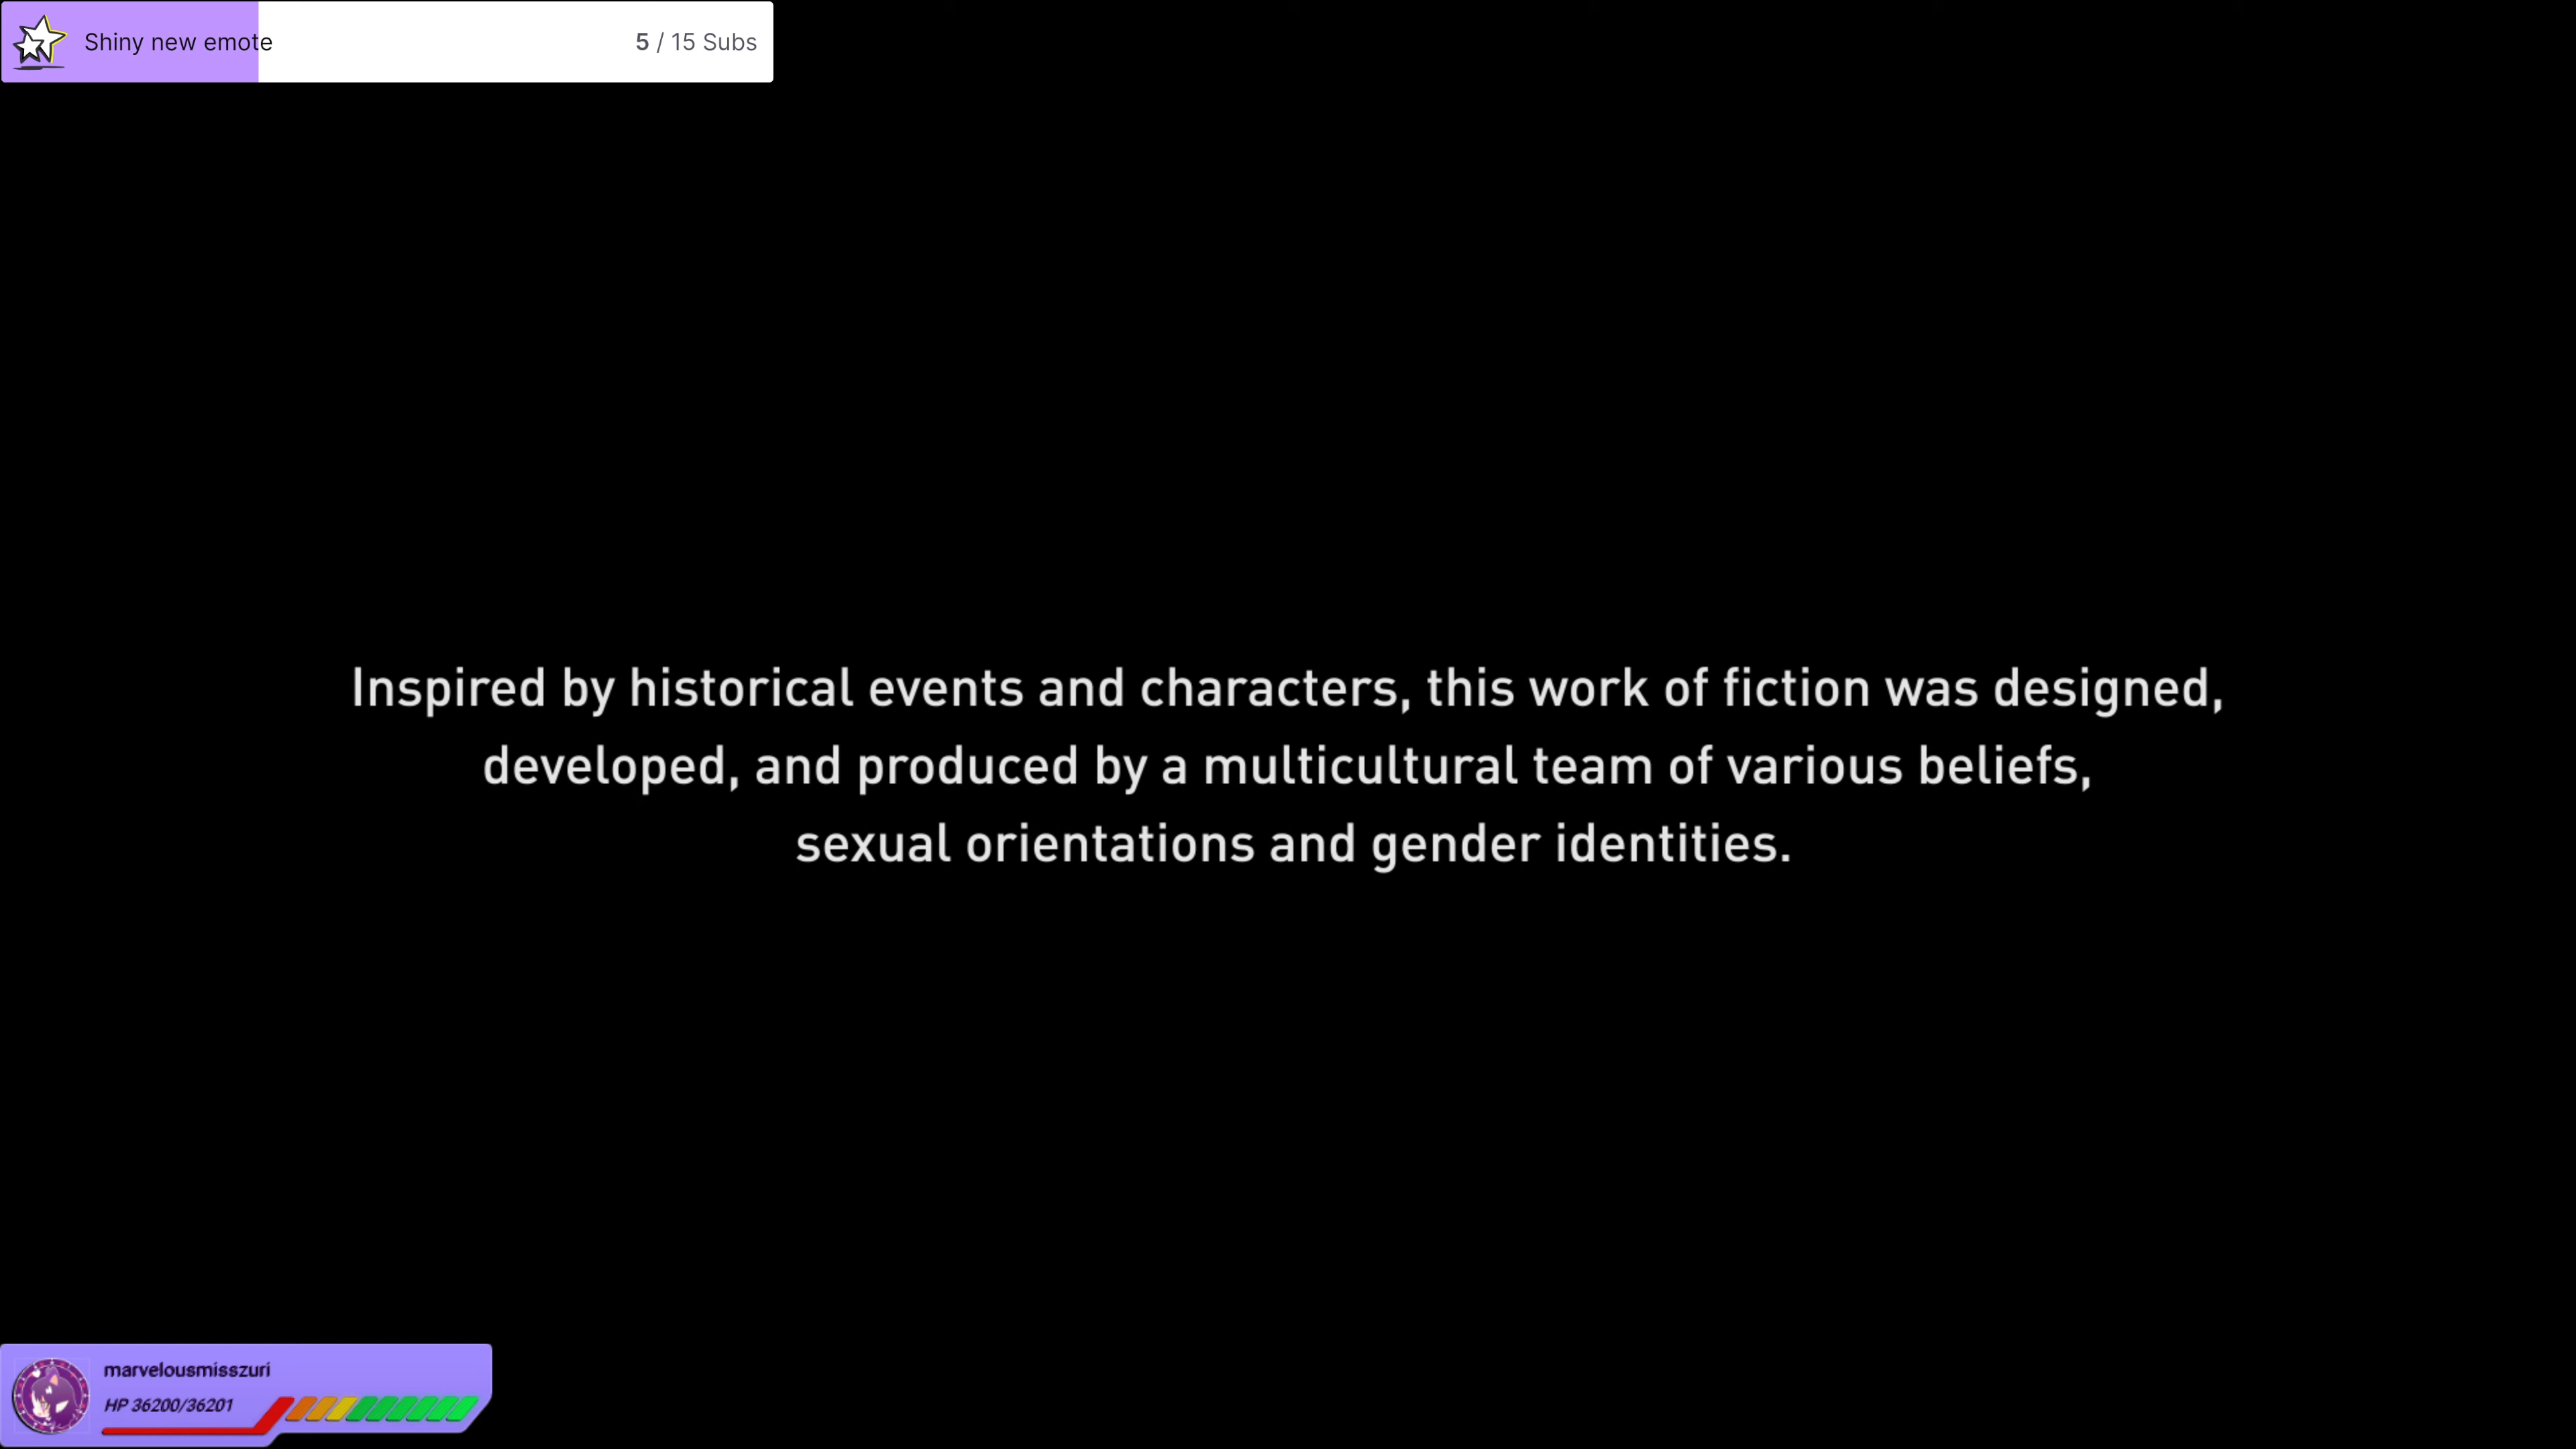 Shiny new emote
5 / 15 Subs
Inspired by historical events and characters, this work of fiction was designed,
developed, and produced by a multicultural team of various beliefs,
sexual orientations and gender identities.
marvelousmisszuri
HP 36200/36201